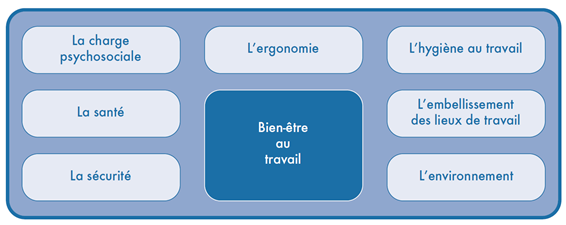 La charge
psychosociale
L’ergonomie
L’hygiène au travail
La santé
Bien-être
au
travail
L’embellissement
des lieux de travail
La sécurité
L’environnement